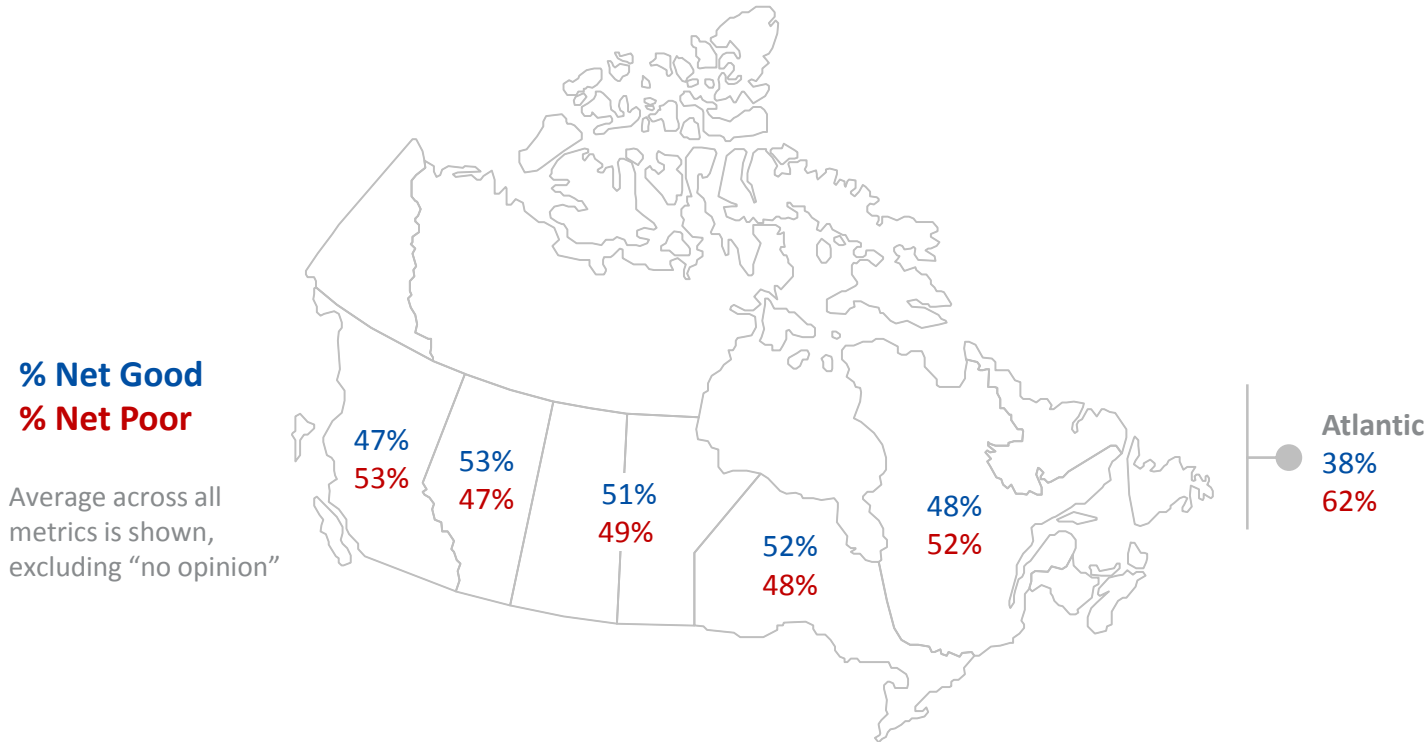 % Net Good
% Net Poor
Average across all
metrics is shown,
excluding “no opinion”
47%
53%
53%
47%
51%
49%
52%
48%
48%
52%
Atlantic
38%
62%